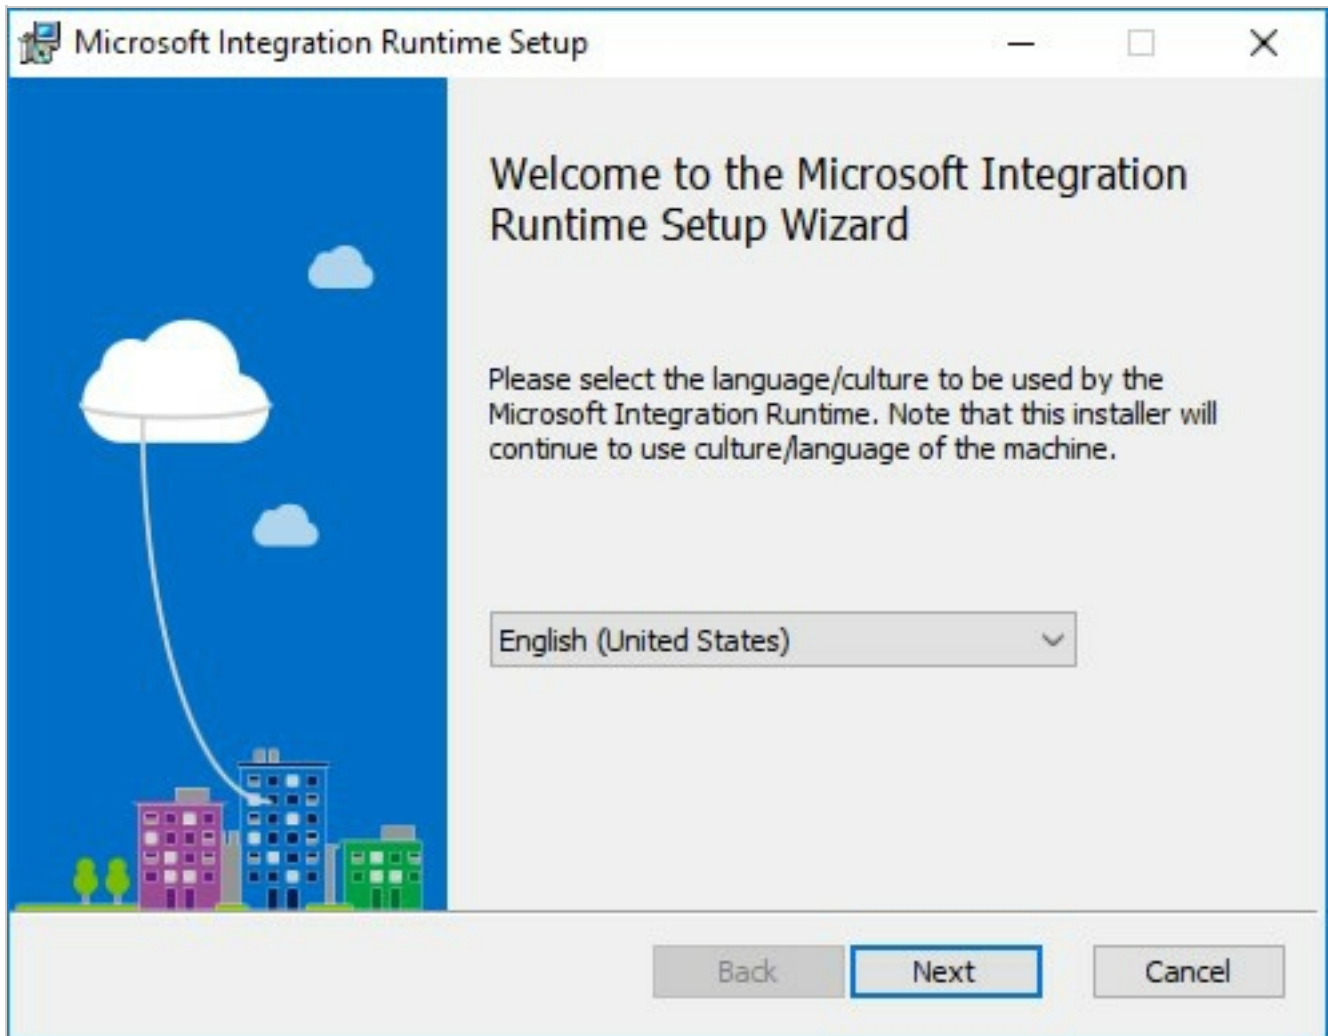 Microsoft Integration Runtime Setup
Welcome to the Microsoft Integration
Runtime Setup Wizard
Please select the language/culture to be used by the
Microsoft Integration Runtime. Note that this installer will
continue to use culture/language of the machine.
English (United States)
Back
Next
Cancel